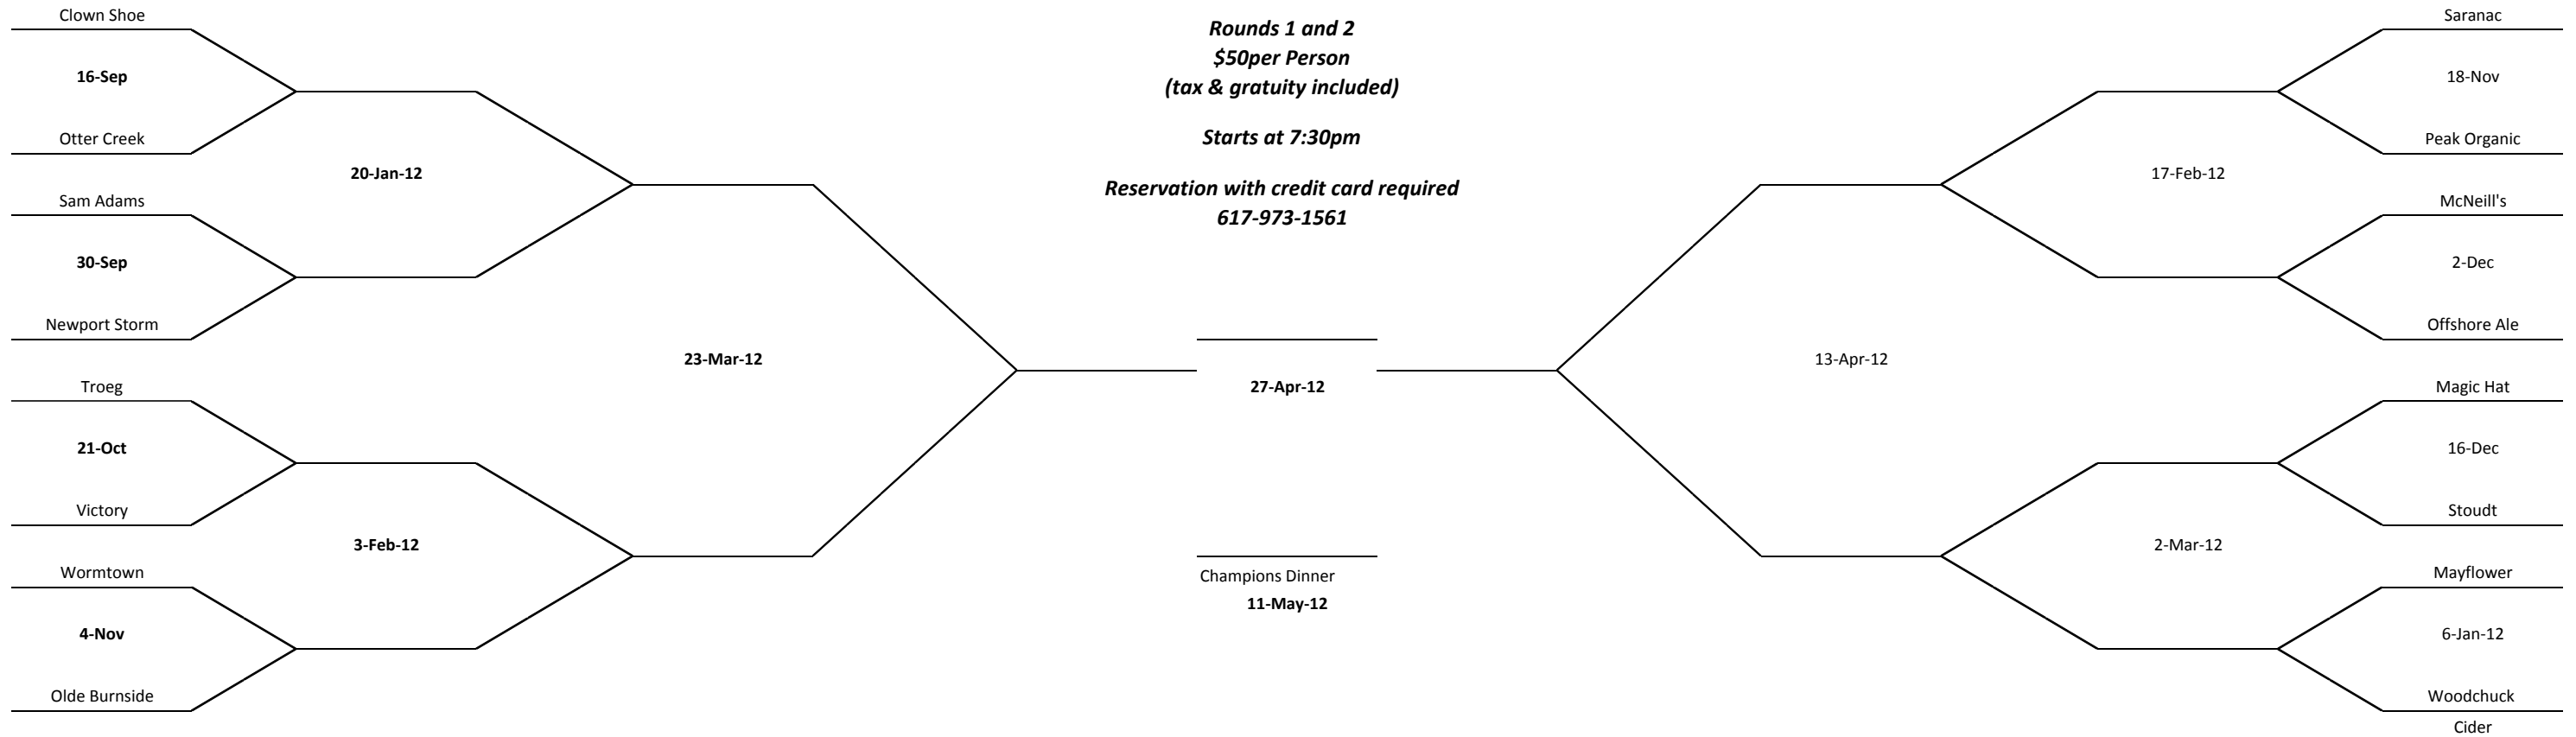 Clown Shoe
16-Sep
Otter Creek
20-Jan-12
Sam Adams
30-Sep
Newport Storm
23-Mar-12
Troeg
21-Oct
Victory
3-Feb-12
Wormtown
4-Nov
Olde Burnside
Rounds 1 and 2
$50per Person
(tax & gratuity included)
Starts at 7:30pm
Reservation with credit card required
617-973-1561
27-Apr-12
Champions Dinner
11-May-12
Saranac
18-Nov
Peak Organic
17-Feb-12
McNeill's
2-Dec
Offshore Ale
13-Apr-12
Magic Hat
16-Dec
Stoudt
2-Mar-12
Mayflower
6-Jan-12
Woodchuck
Cider